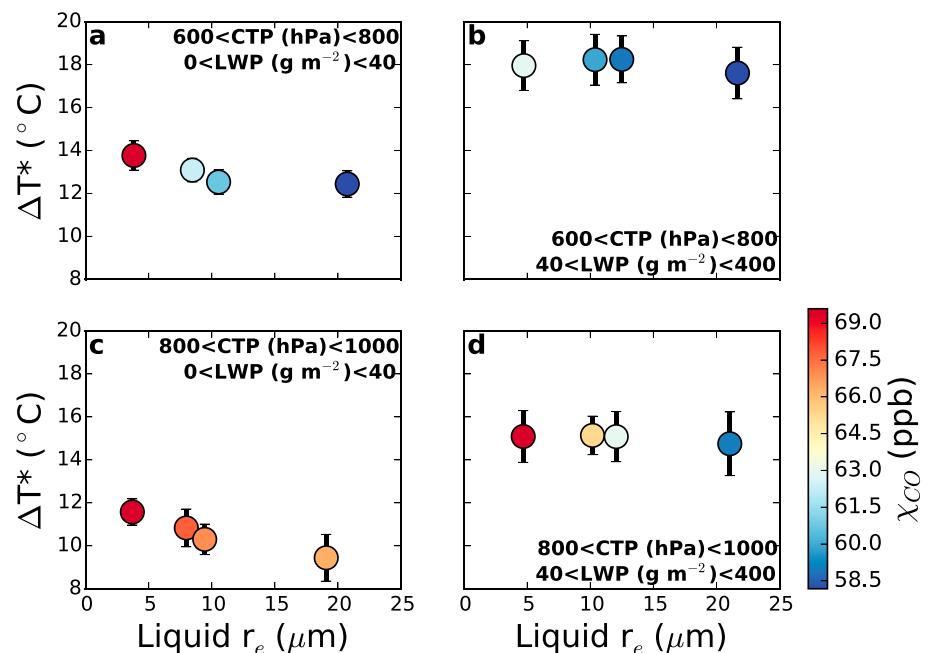 a
600<CTP (hPa)<800
0<LWP (g m⁻²)<40
b
600<CTP (hPa)<800
40<LWP (g m⁻²)<400
20
18
16
14
12
10
8
ΔT* (°C)
c
800<CTP (hPa)<1000
0<LWP (g m⁻²)<40
d
800<CTP (hPa)<1000
40<LWP (g m⁻²)<400
20
18
16
14
12
10
8
ΔT* (°C)
0 5 10 15 20 25
0 5 10 15 20 25
Liquid rₑ (μm)
Liquid rₑ (μm)
69.0
67.5
66.0
64.5
63.0
61.5
60.0
58.5
χ_CO (ppb)